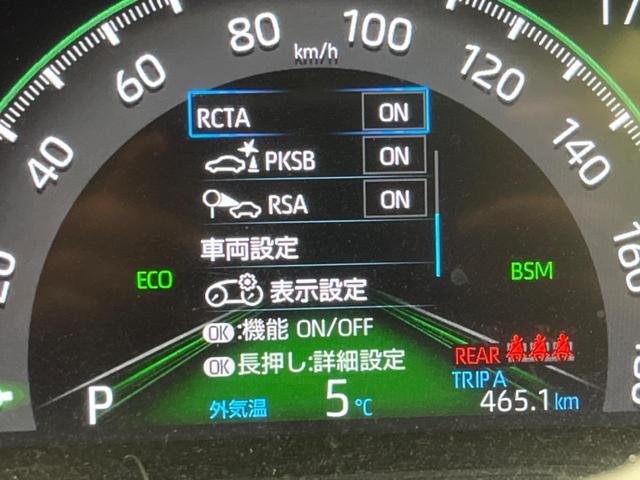 80 km/h 100
60 120
40 140
20 160
RCTA ON
PKSB ON
RSA ON
車両設定
ECO BSM
表示設定
OK:機能 ON/OFF
OK長押し:詳細設定
REAR
TRIP A
P 外気温 5℃ 465.1km